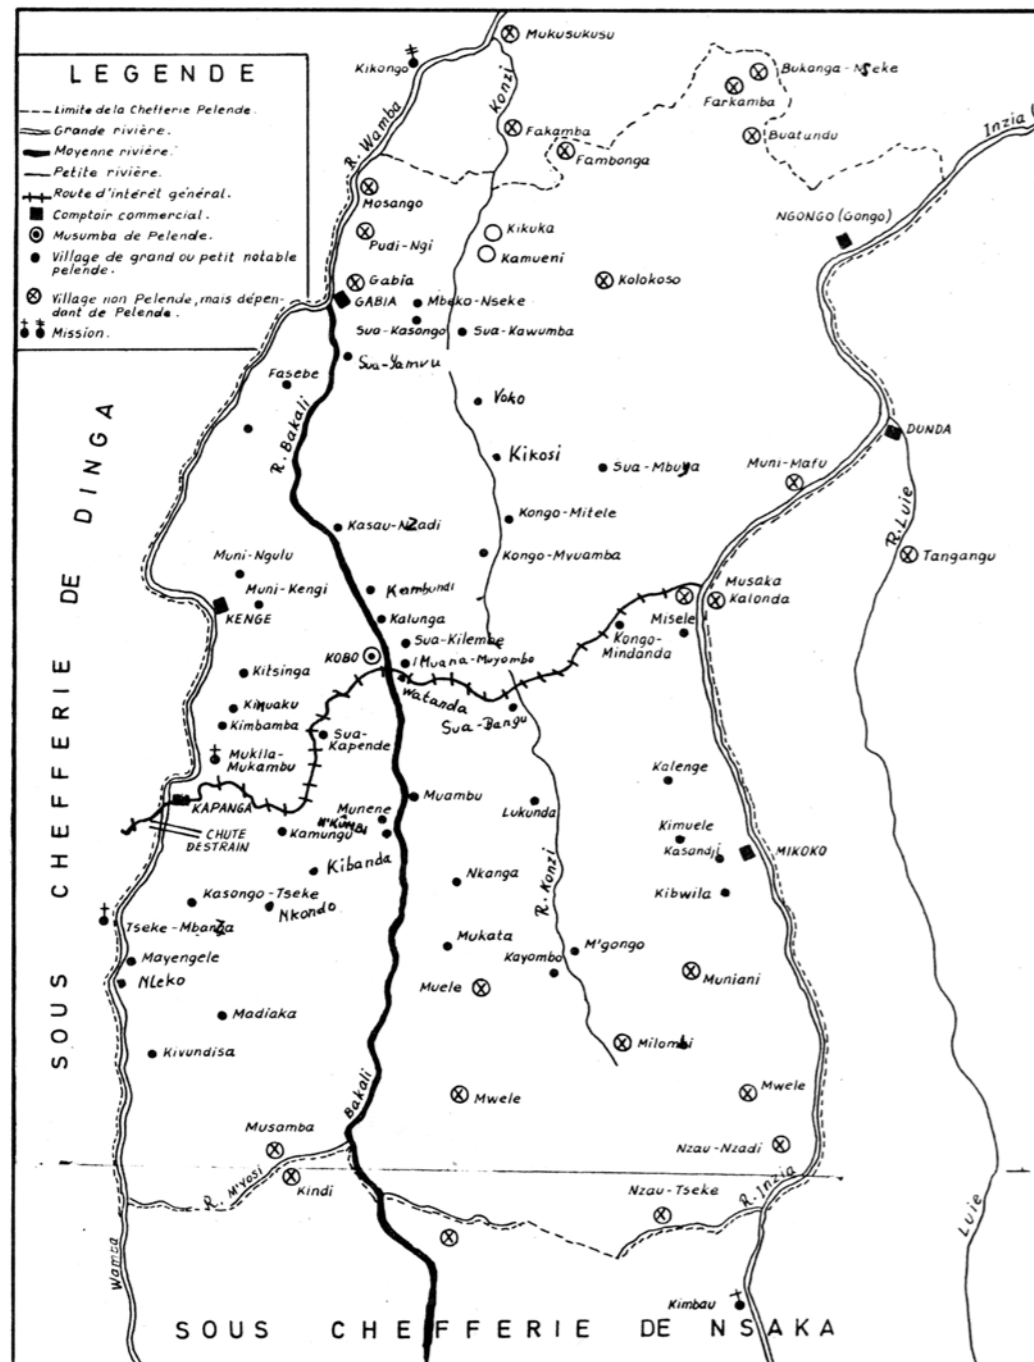 LEGENDE
Limite de la Chefferie Pelende.
Grande rivière.
Moyenne rivière.
Petite rivière.
Route d'intérêt général.
Comptoir commercial.
Musumba de Pelende.
Village de grand ou petit notable
pelende.
Village non Pelende, mais dépen-
dant de Pelende.
Mission.
Mukusukusu
Kikongo
Konzi
Bukanga-Nseke
Farkamba
R. Wamba
Fakamba
Buatundu
Inzia
Fambonga
Mosango
NGONGO (Gongo)
Kikuka
Pudi-Ngi
Kamueni
Gabia
Kolokoso
GABIA
Mbeko-Nseke
Sua-Kasongo
Sua-Kawumba
Sua-Yamvu
Fasebe
Voko
R. Bakali
DUNDA
Kikosi
Sua-Mbuya
Muni-Mafu
R. Luie
Kongo-Mitele
Kasau-NZadi
Kongo-Mvuamba
Tangangu
Muni-Ngulu
Muni-Kengi
Kambundi
Musaka
Kalonda
KENGE
Kalunga
Misele
Sua-Kilembe
Kongo-
Mindanda
KOBO
Muana-Muyombo
Kitsinga
Watanda
Kimuaku
Sua-Bangu
Kimbamba
Sua-
Kapende
Mukila-
Mukambu
Kalenge
KAPANGA
Muambu
Lukunda
Munene
N'KUMBI
CHUTE
DESTRAIN
Kamungu
Kimuele
Kasandji
MIKOKO
Kibanda
Nkanga
Kibwila
Kasongo-Tseke
Nkondo
R. Konzi
Tseke-MbanZa
Mukata
M'gongo
Mayengele
Kayombo
Muniani
Nleko
Muele
Madiaka
Milombi
Kivundisa
Bakali
Mwele
Mwele
Musamba
Nzau-Nzadi
R. M'Yosi
Kindi
Nzau-Tseke
R. Inzia
Wamba
Luie
Kimbau
SOUS CHEFFERIE DE DINGA
SOUS CHEFFERIE DE NSAKA